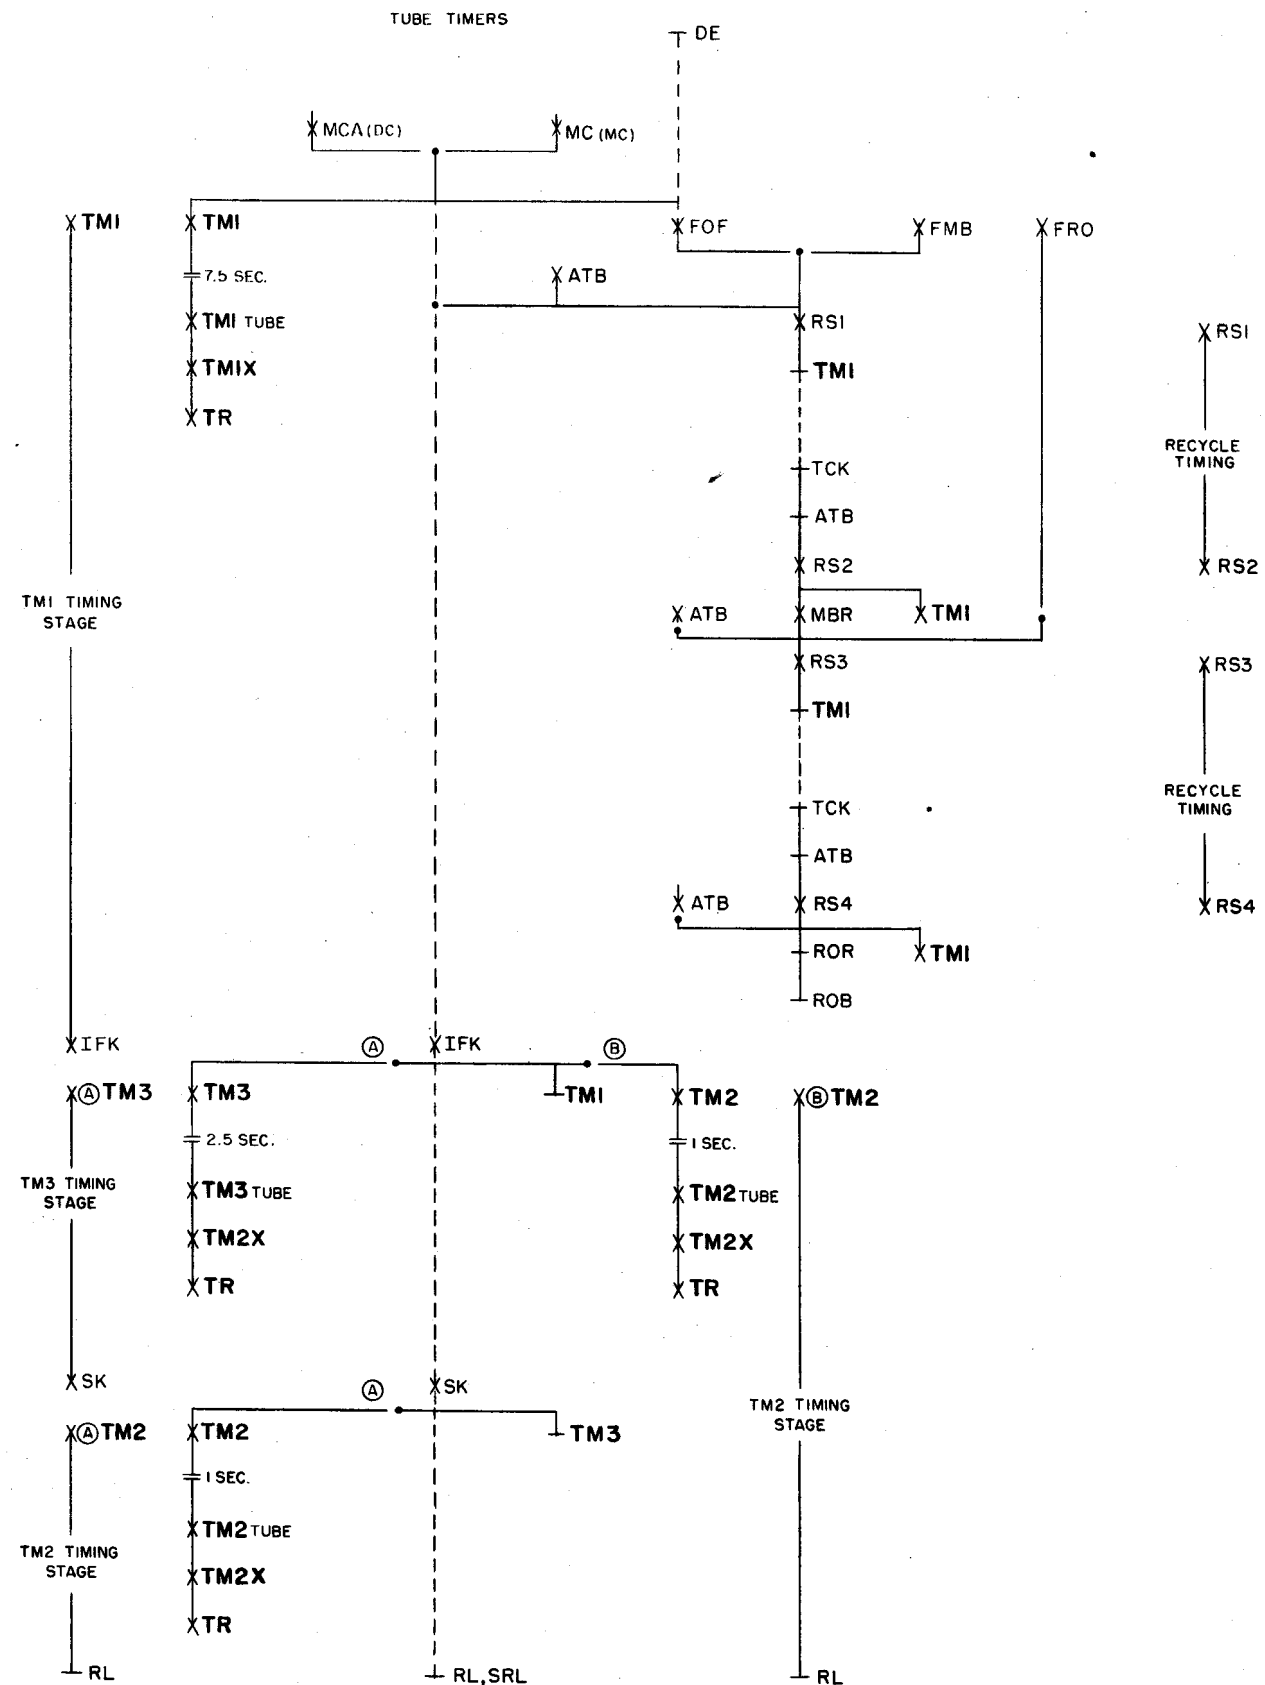 TUBE TIMERS
DE
MCA (DC)
MC (MC)
TM1
TM1
FOF
FMB
FRO
7.5 SEC.
ATB
TM1 TUBE
RS1
RS1
TM1X
TM1
TR
RECYCLE
TIMING
TCK
ATB
RS2
RS2
TM1 TIMING
STAGE
ATB
MBR
TM1
RS3
RS3
TM1
RECYCLE
TIMING
TCK
ATB
ATB
RS4
RS4
ROR
TM1
ROB
IFK
A
IFK
B
A TM3
TM3
TM1
TM2
B TM2
2.5 SEC.
1 SEC.
TM3 TIMING
STAGE
TM3 TUBE
TM2 TUBE
TM2X
TM2X
TR
TR
SK
A
SK
TM2 TIMING
STAGE
A TM2
TM2
TM3
1 SEC.
TM2 TUBE
TM2 TIMING
STAGE
TM2X
TR
RL
RL, SRL
RL